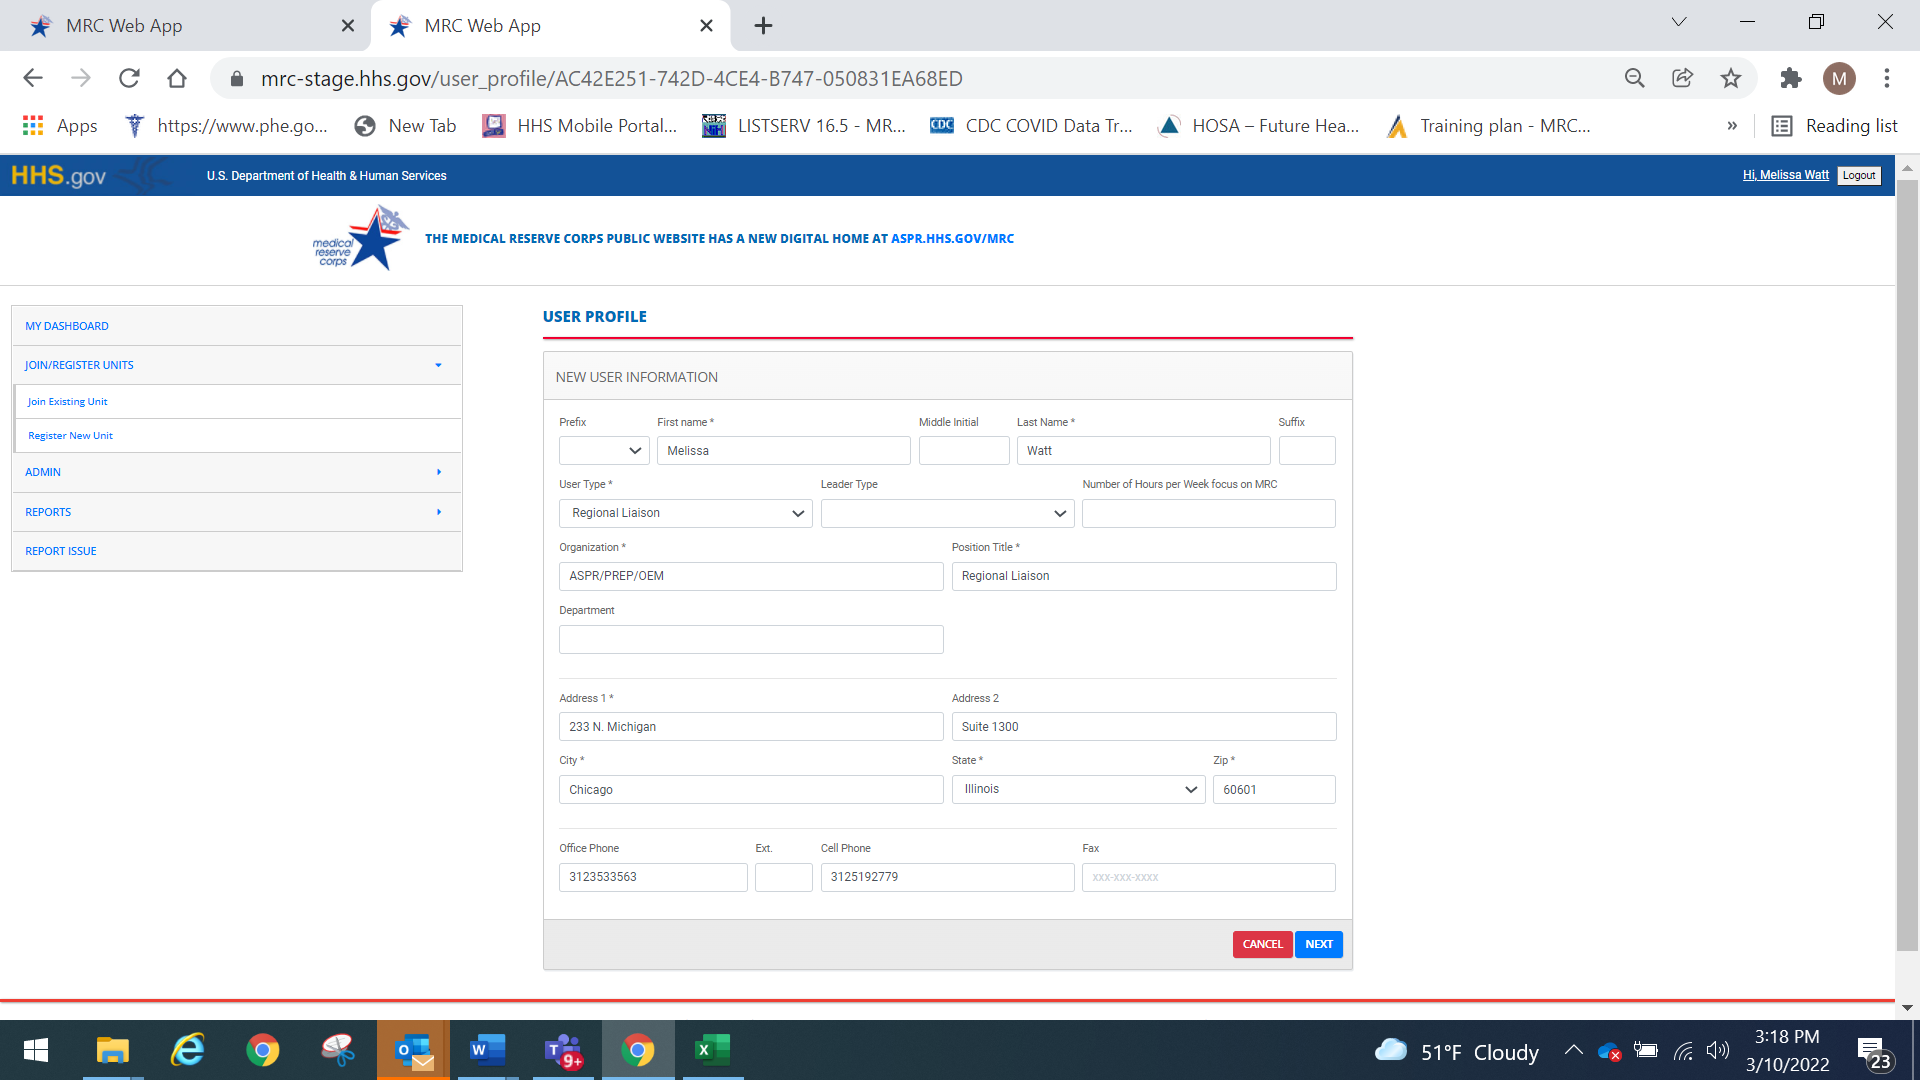 MRC Web App
MRC Web App
mrc-stage.hhs.gov/user_profile/AC42E251-742D-4CE4-B747-050831EA68ED
M
Apps
https://www.phe.go...
New Tab
HHS Mobile Portal...
LISTSERV 16.5 - MR...
CDC COVID Data Tr...
HOSA – Future Hea...
Training plan - MRC...
»
Reading list
HHS.gov
U.S. Department of Health & Human Services
Hi, Melissa Watt
Logout
medical
reserve
corps
THE MEDICAL RESERVE CORPS PUBLIC WEBSITE HAS A NEW DIGITAL HOME AT ASPR.HHS.GOV/MRC
MY DASHBOARD
JOIN/REGISTER UNITS
Join Existing Unit
Register New Unit
ADMIN
REPORTS
REPORT ISSUE
USER PROFILE
NEW USER INFORMATION
Prefix First name * Middle Initial Last Name * Suffix
Melissa Watt
User Type * Leader Type Number of Hours per Week focus on MRC
Regional Liaison
Organization * Position Title *
ASPR/PREP/OEM Regional Liaison
Department
Address 1 * Address 2
233 N. Michigan Suite 1300
City * State * Zip *
Chicago Illinois 60601
Office Phone Ext. Cell Phone Fax
3123533563 3125192779 xxx-xxx-xxxx
CANCEL NEXT
51°F Cloudy
3:18 PM
3/10/2022
9+
23